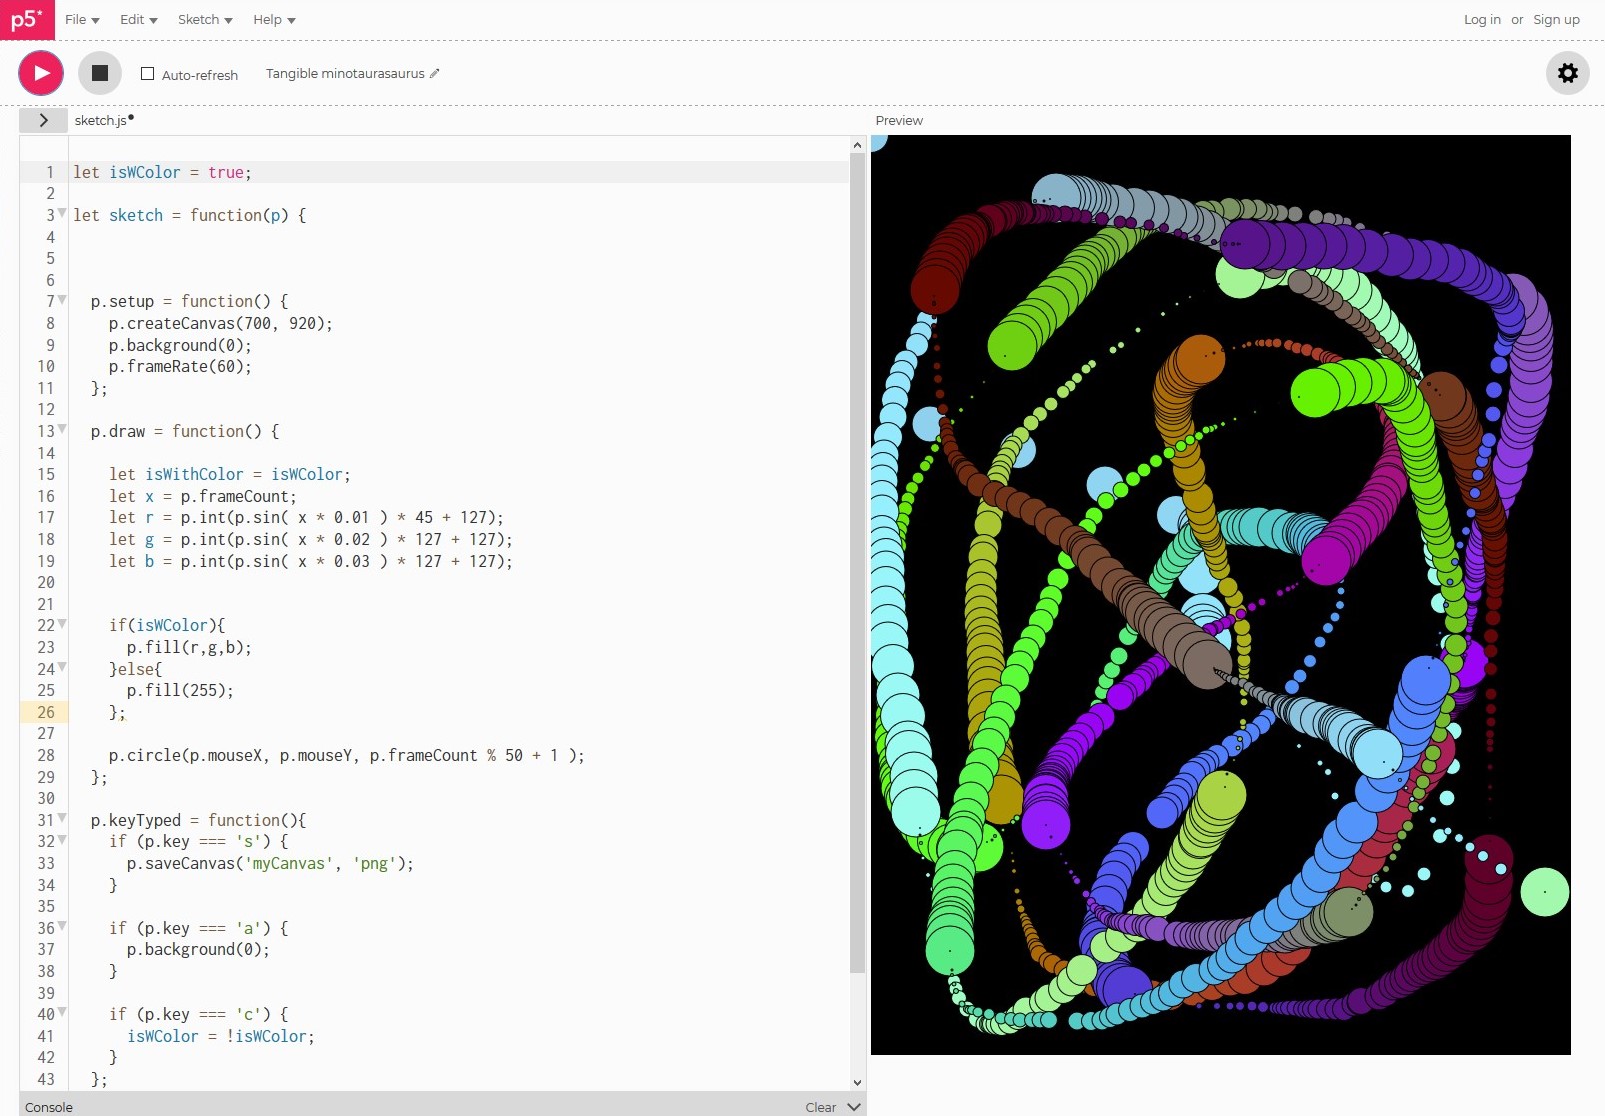 p5*
File Edit Sketch Help
Log in or Sign up
Auto-refresh
Tangible minotaurasaurus
sketch.js
Preview
1 let isWColor = true;
2
3 let sketch = function(p) {
4
5
6
7 p.setup = function() {
8 p.createCanvas(700, 920);
9 p.background(0);
10 p.frameRate(60);
11 };
12
13 p.draw = function() {
14
15 let isWithColor = isWColor;
16 let x = p.frameCount;
17 let r = p.int(p.sin( x * 0.01 ) * 45 + 127);
18 let g = p.int(p.sin( x * 0.02 ) * 127 + 127);
19 let b = p.int(p.sin( x * 0.03 ) * 127 + 127);
20
21
22 if(isWColor){
23 p.fill(r,g,b);
24 }else{
25 p.fill(255);
26 };
27
28 p.circle(p.mouseX, p.mouseY, p.frameCount % 50 + 1 );
29 };
30
31 p.keyTyped = function(){
32 if (p.key === 's') {
33 p.saveCanvas('myCanvas', 'png');
34 }
35
36 if (p.key === 'a') {
37 p.background(0);
38 }
39
40 if (p.key === 'c') {
41 isWColor = !isWColor;
42 }
43 };
Console
Clear